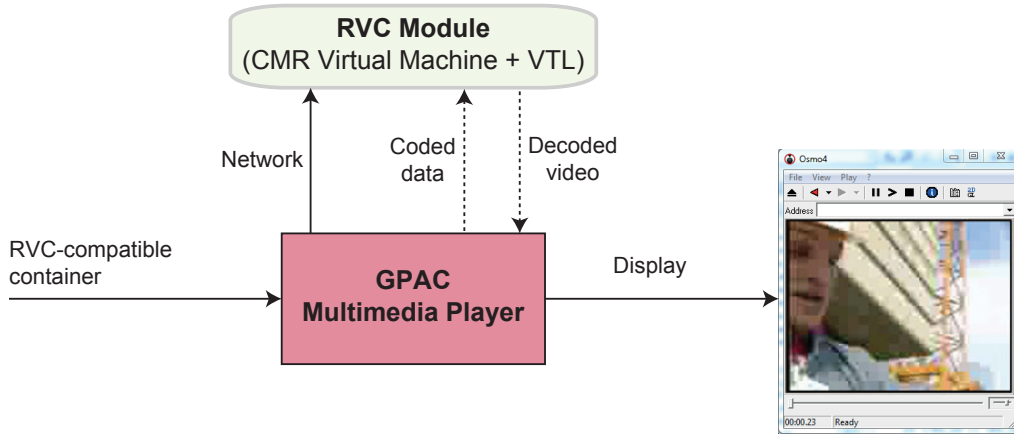 RVC Module
(CMR Virtual Machine + VTL)
Network
Coded
data
Decoded
video
RVC-compatible
container
GPAC
Multimedia Player
Display
Osmo4
File View Play ?
Address
00:00.23 Ready